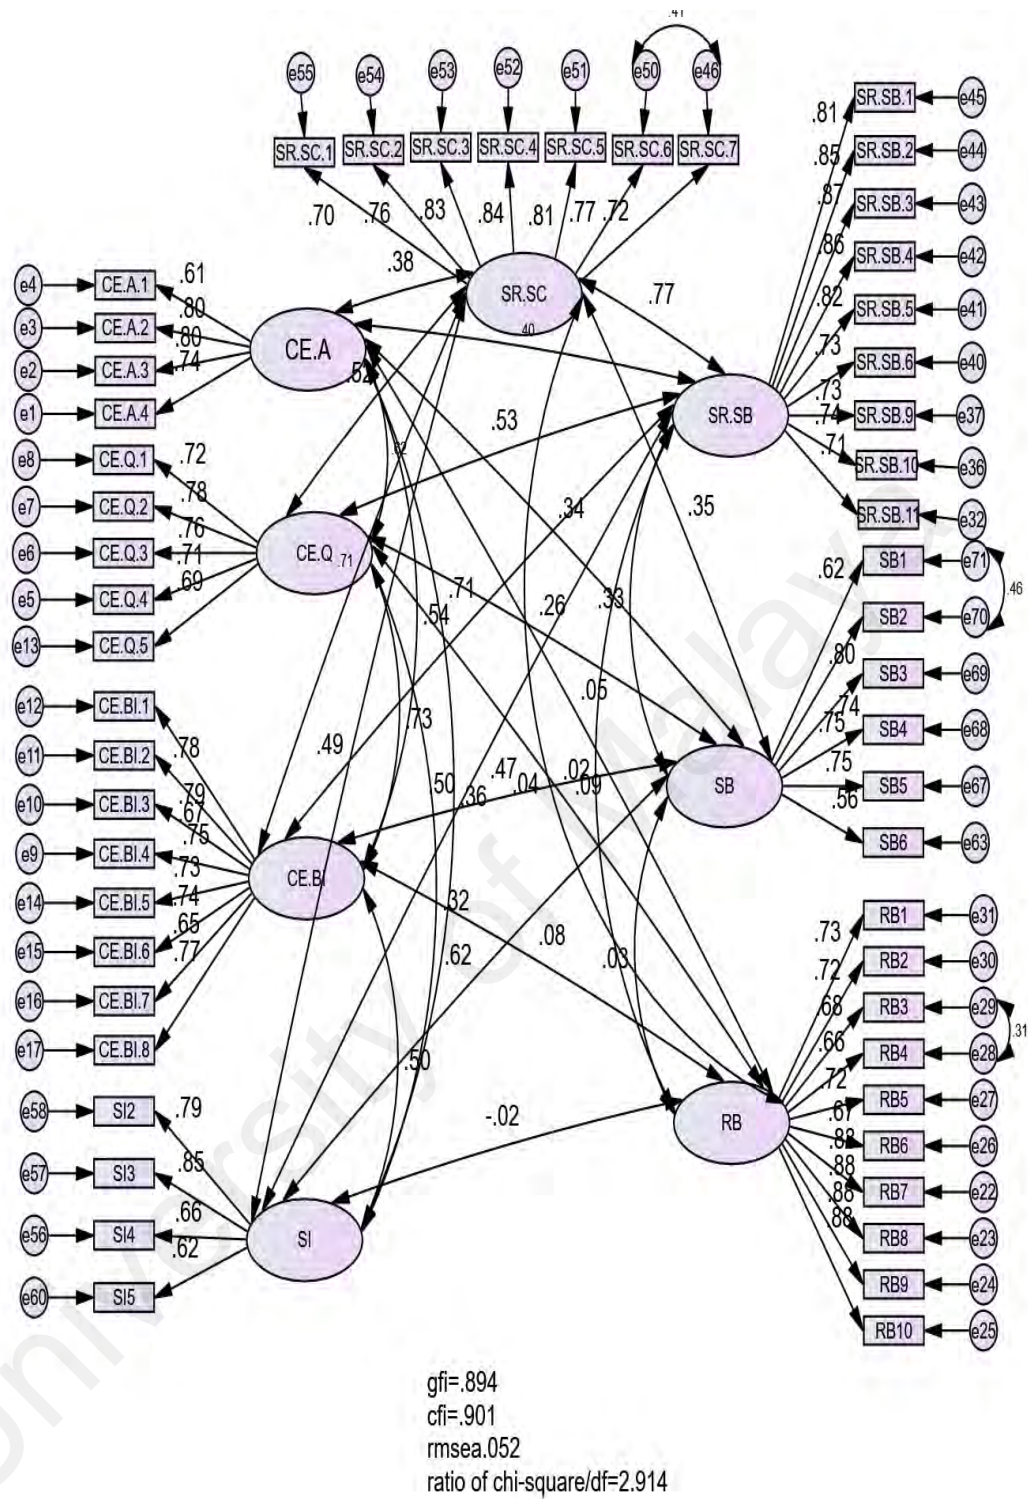 .41
e55 e54 e53 e52 e51 e50 e46
SR.SC.1 SR.SC.2 SR.SC.3 SR.SC.4 SR.SC.5 SR.SC.6 SR.SC.7
.70 .76 .83 .84 .81 .77 .72
SR.SC
.38
.77
.40
CE.A
.52
.62
e4 CE.A.1 .61
e3 CE.A.2 .80
e2 CE.A.3 .80
e1 CE.A.4 .74
e8 CE.Q.1 .72
e7 CE.Q.2 .78
e6 CE.Q.3 .76
e5 CE.Q.4 .71
e13 CE.Q.5 .69
CE.Q .71
e12 CE.BI.1 .78
e11 CE.BI.2 .79
e10 CE.BI.3 .67
e9 CE.BI.4 .75
e14 CE.BI.5 .73
e15 CE.BI.6 .74
e16 CE.BI.7 .65
e17 CE.BI.8 .77
CE.BI
e58 SI2 .79
e57 SI3 .85
e56 SI4 .66
e60 SI5 .62
SI
.53
.34
.35
.71
.54
.26
.33
.05
.73
.49
.50
.47
.04
.02
.09
.36
.32
.08
.62
.03
.50
-.02
.81 SR.SB.1 e45
.85 SR.SB.2 e44
.87 SR.SB.3 e43
.86 SR.SB.4 e42
.82 SR.SB.5 e41
.73 SR.SB.6 e40
.73 SR.SB.9 e37
.74 SR.SB.10 e36
.71 SR.SB.11 e32
SR.SB
.62 SB1 e71
.46
.80 SB2 e70
.74 SB3 e69
.75 SB4 e68
.75 SB5 e67
.56 SB6 e63
SB
.73 RB1 e31
.72 RB2 e30
.68 RB3 e29
.31
.66 RB4 e28
.72 RB5 e27
.67 RB6 e26
RB7 e22
.88 RB8 e23
.88 RB9 e24
.88 RB10 e25
RB
University of Malaya
gfi=.894
cfi=.901
rmsea.052
ratio of chi-square/df=2.914